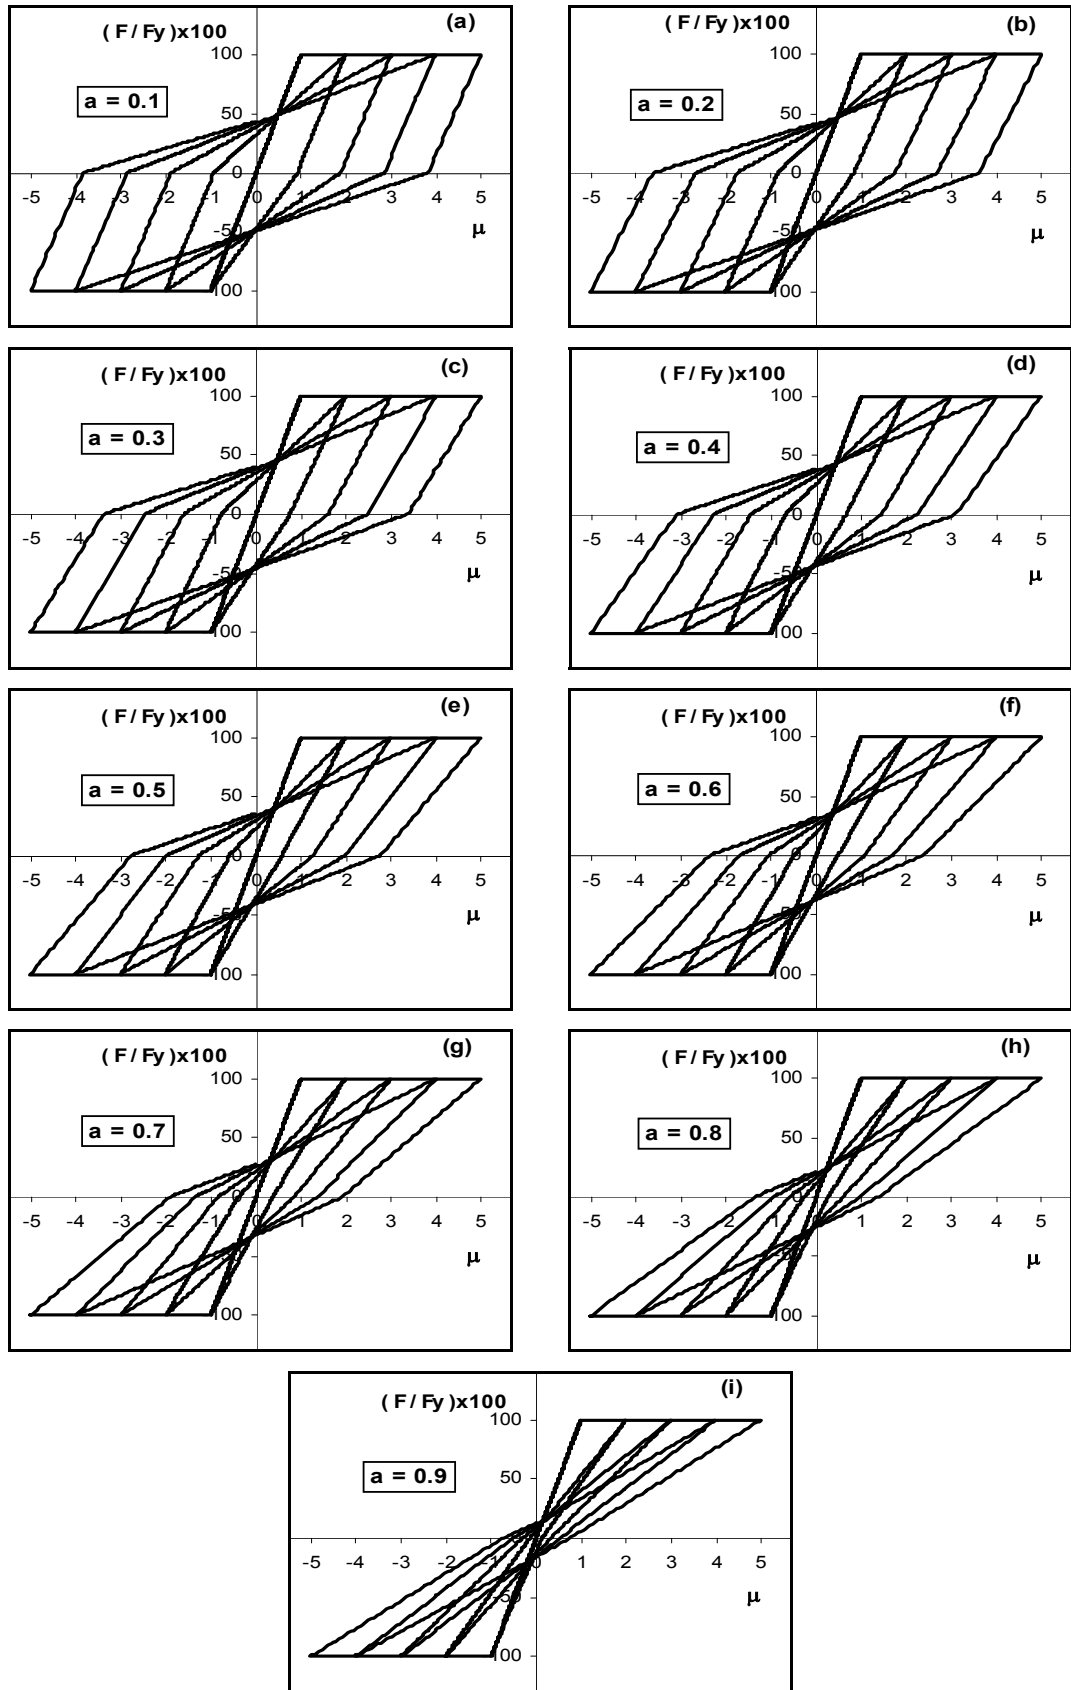 (a)
( F / Fy )x100
a = 0.1
100
50
0
-50
100
-5 -4 -3 -2 -1 0 1 2 3 4 5
μ
(b)
( F / Fy )x100
a = 0.2
100
50
0
-50
100
-5 -4 -3 -2 -1 0 1 2 3 4 5
μ
(c)
( F / Fy )x100
a = 0.3
100
50
0
-50
100
-5 -4 -3 -2 -1 0 1 2 3 4 5
μ
(d)
( F / Fy )x100
a = 0.4
100
50
0
-50
100
-5 -4 -3 -2 -1 0 1 2 3 4 5
μ
(e)
( F / Fy )x100
a = 0.5
100
50
0
-50
100
-5 -4 -3 -2 -1 0 1 2 3 4 5
μ
(f)
( F / Fy )x100
a = 0.6
100
50
0
-50
100
-5 -4 -3 -2 -1 0 1 2 3 4 5
μ
(g)
( F / Fy )x100
a = 0.7
100
50
0
100
-5 -4 -3 -2 -1 0 1 2 3 4 5
μ
(h)
( F / Fy )x100
a = 0.8
100
50
0
-50
100
-5 -4 -3 -2 -1 0 1 2 3 4 5
μ
(i)
( F / Fy )x100
a = 0.9
100
50
-50
100
-5 -4 -3 -2 -1 0 1 2 3 4 5
μ